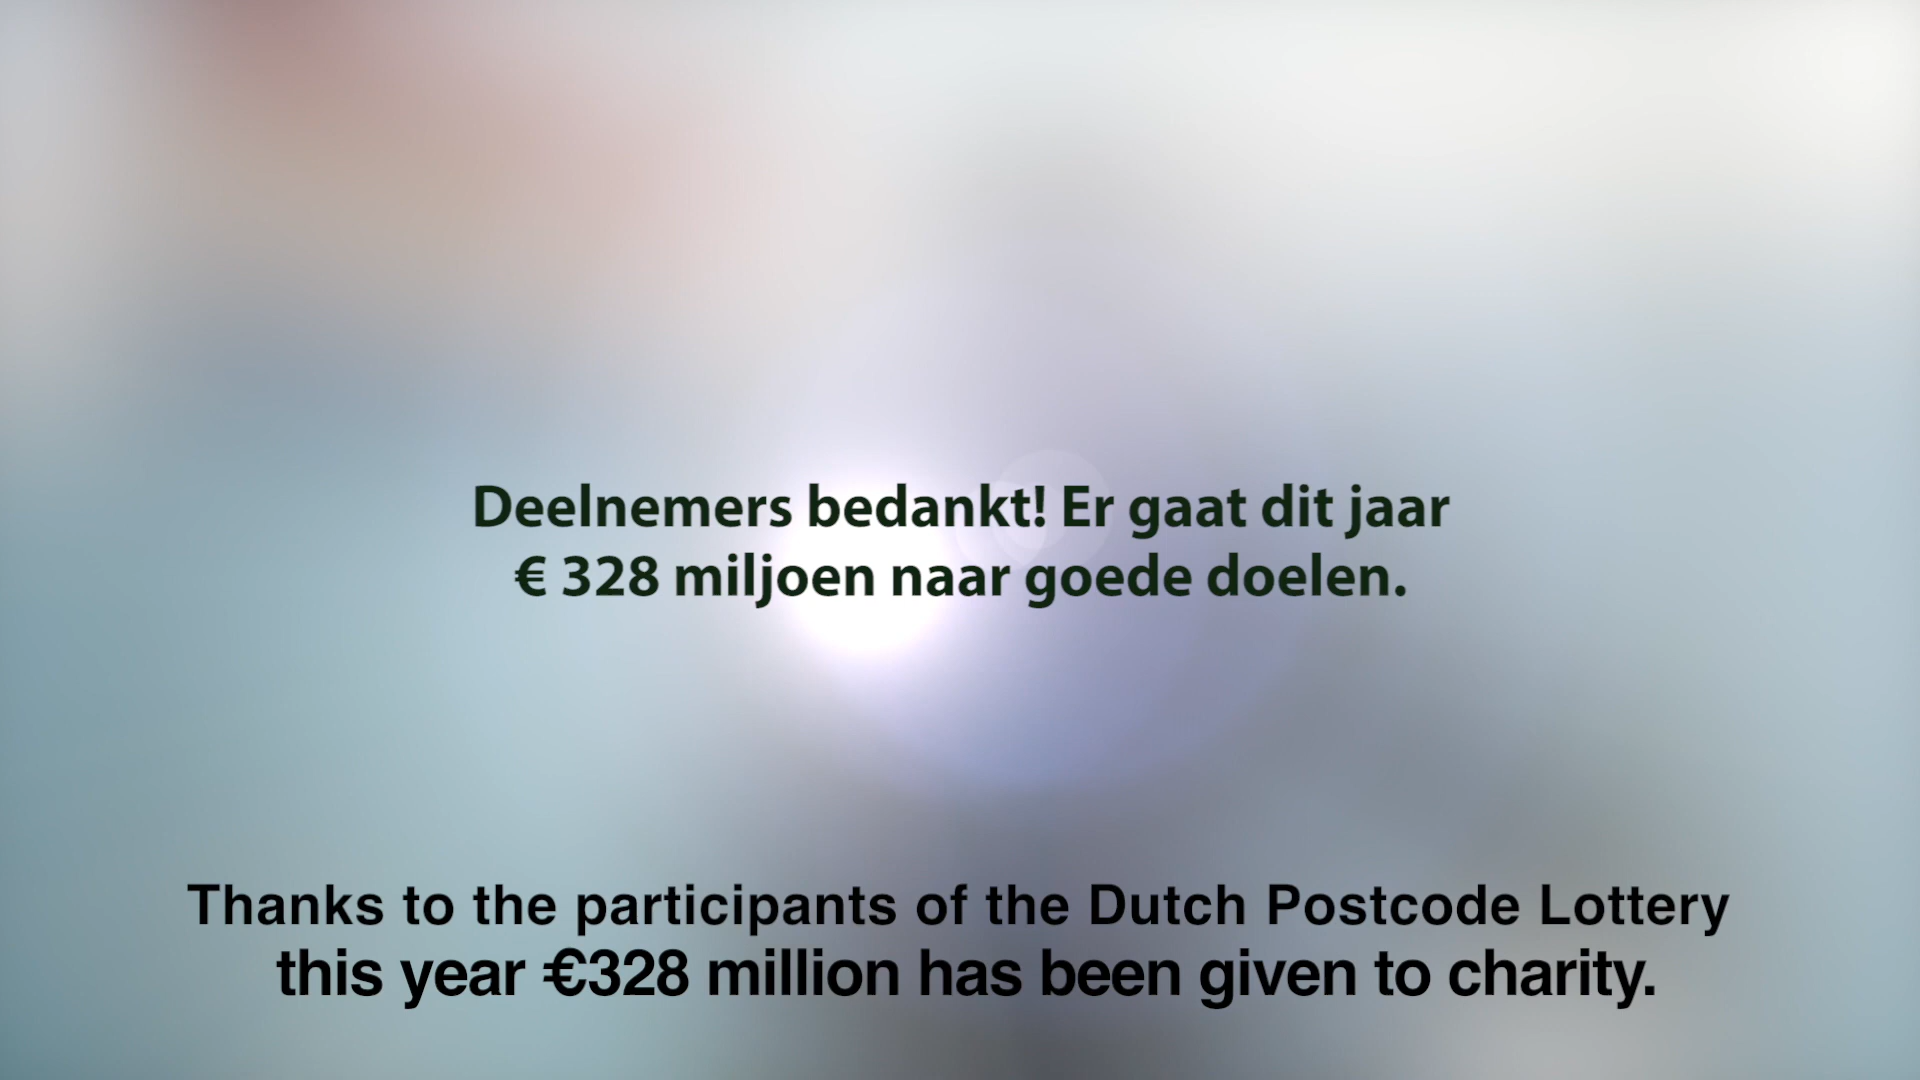 Deelnemers bedankt! Er gaat dit jaar
€ 328 miljoen naar goede doelen.
Thanks to the participants of the Dutch Postcode Lottery
this year €328 million has been given to charity.